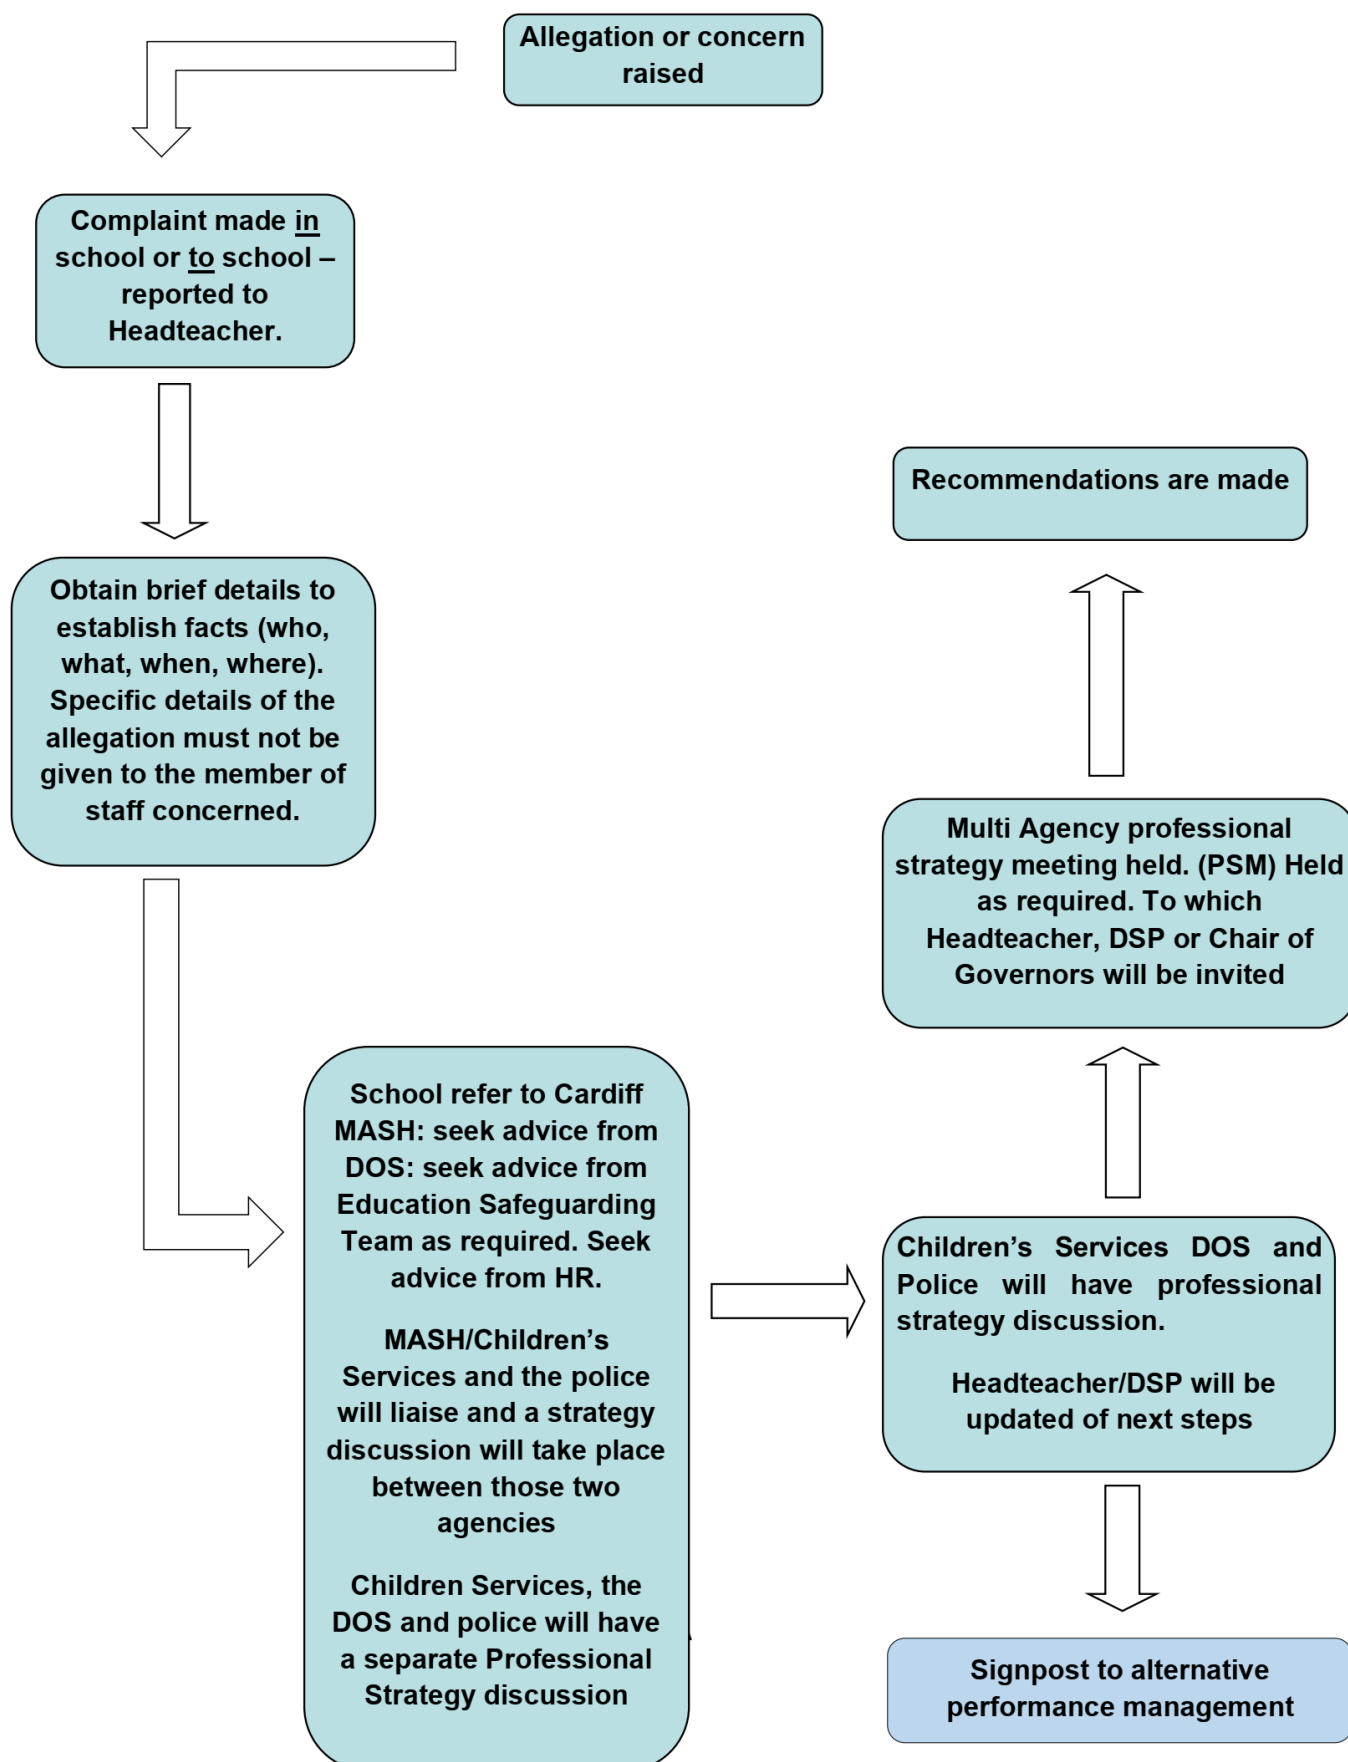 Allegation or concern
raised
Complaint made in
school or to school –
reported to
Headteacher.
Obtain brief details to
establish facts (who,
what, when, where).
Specific details of the
allegation must not be
given to the member of
staff concerned.
School refer to Cardiff
MASH: seek advice from
DOS: seek advice from
Education Safeguarding
Team as required. Seek
advice from HR.
MASH/Children’s
Services and the police
will liaise and a strategy
discussion will take place
between those two
agencies
Children Services, the
DOS and police will have
a separate Professional
Strategy discussion
Children’s Services DOS and
Police will have professional
strategy discussion.
Headteacher/DSP will be
updated of next steps
Multi Agency professional
strategy meeting held. (PSM) Held
as required. To which
Headteacher, DSP or Chair of
Governors will be invited
Recommendations are made
Signpost to alternative
performance management